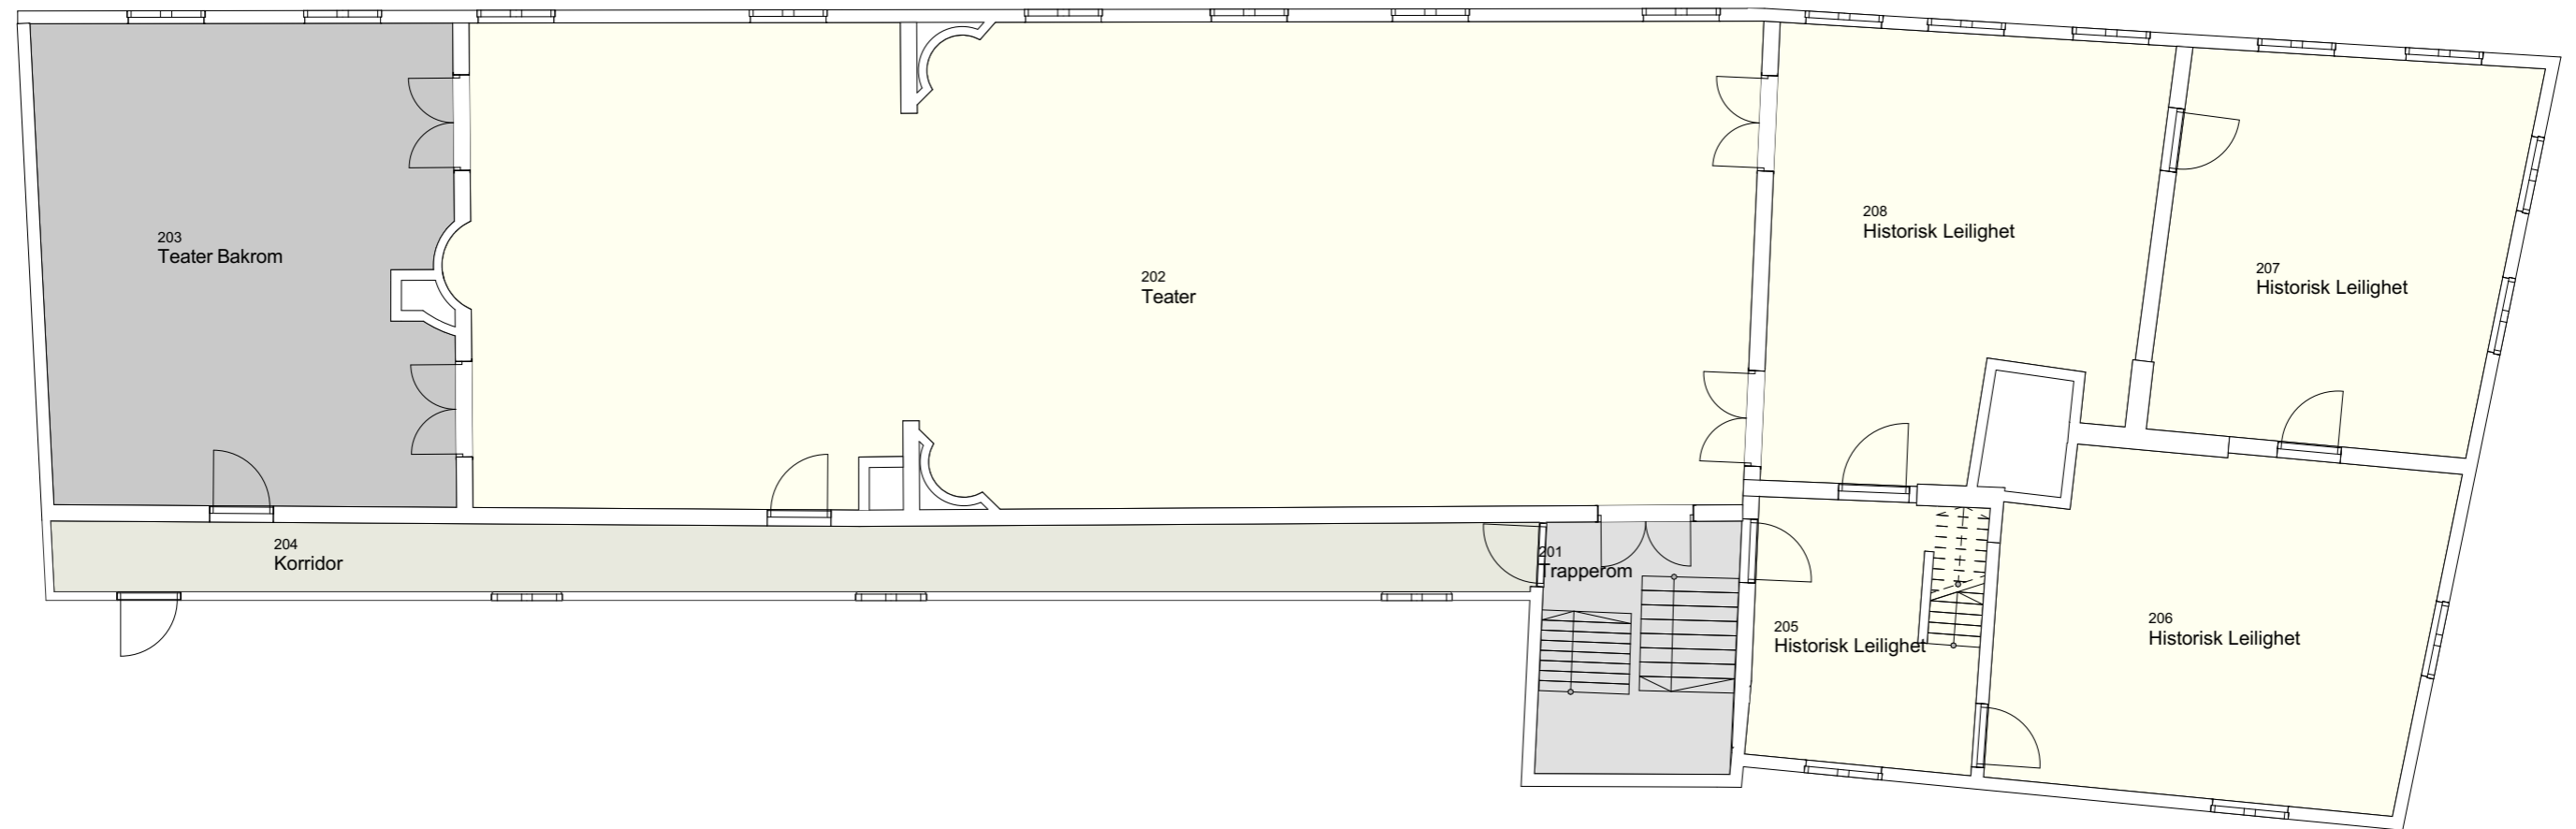 203
Teater Bakrom
202
Teater
208
Historisk Leilighet
207
Historisk Leilighet
204
Korridor
201
Trapperom
205
Historisk Leilighet
206
Historisk Leilighet